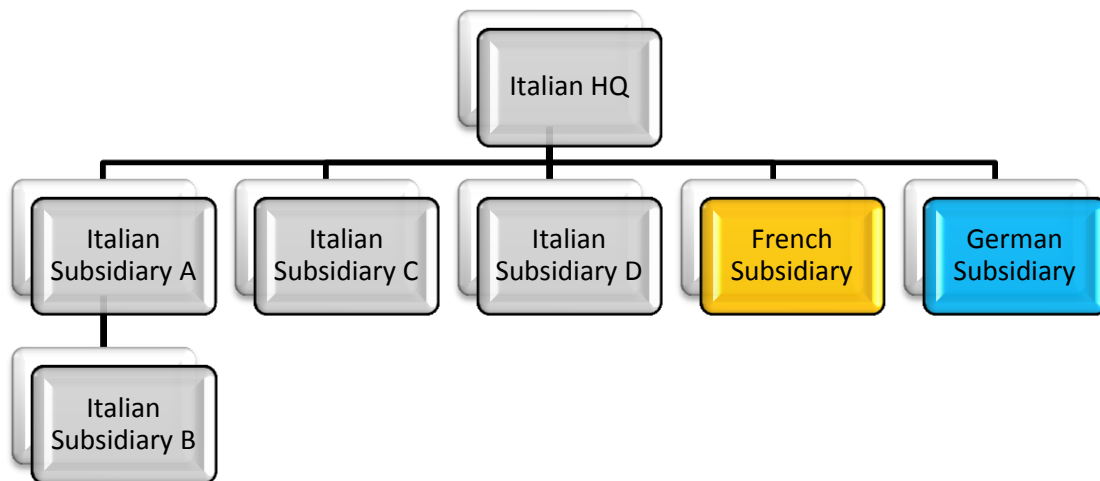 Italian HQ
Italian
Subsidiary A
Italian
Subsidiary C
Italian
Subsidiary D
French
Subsidiary
German
Subsidiary
Italian
Subsidiary B